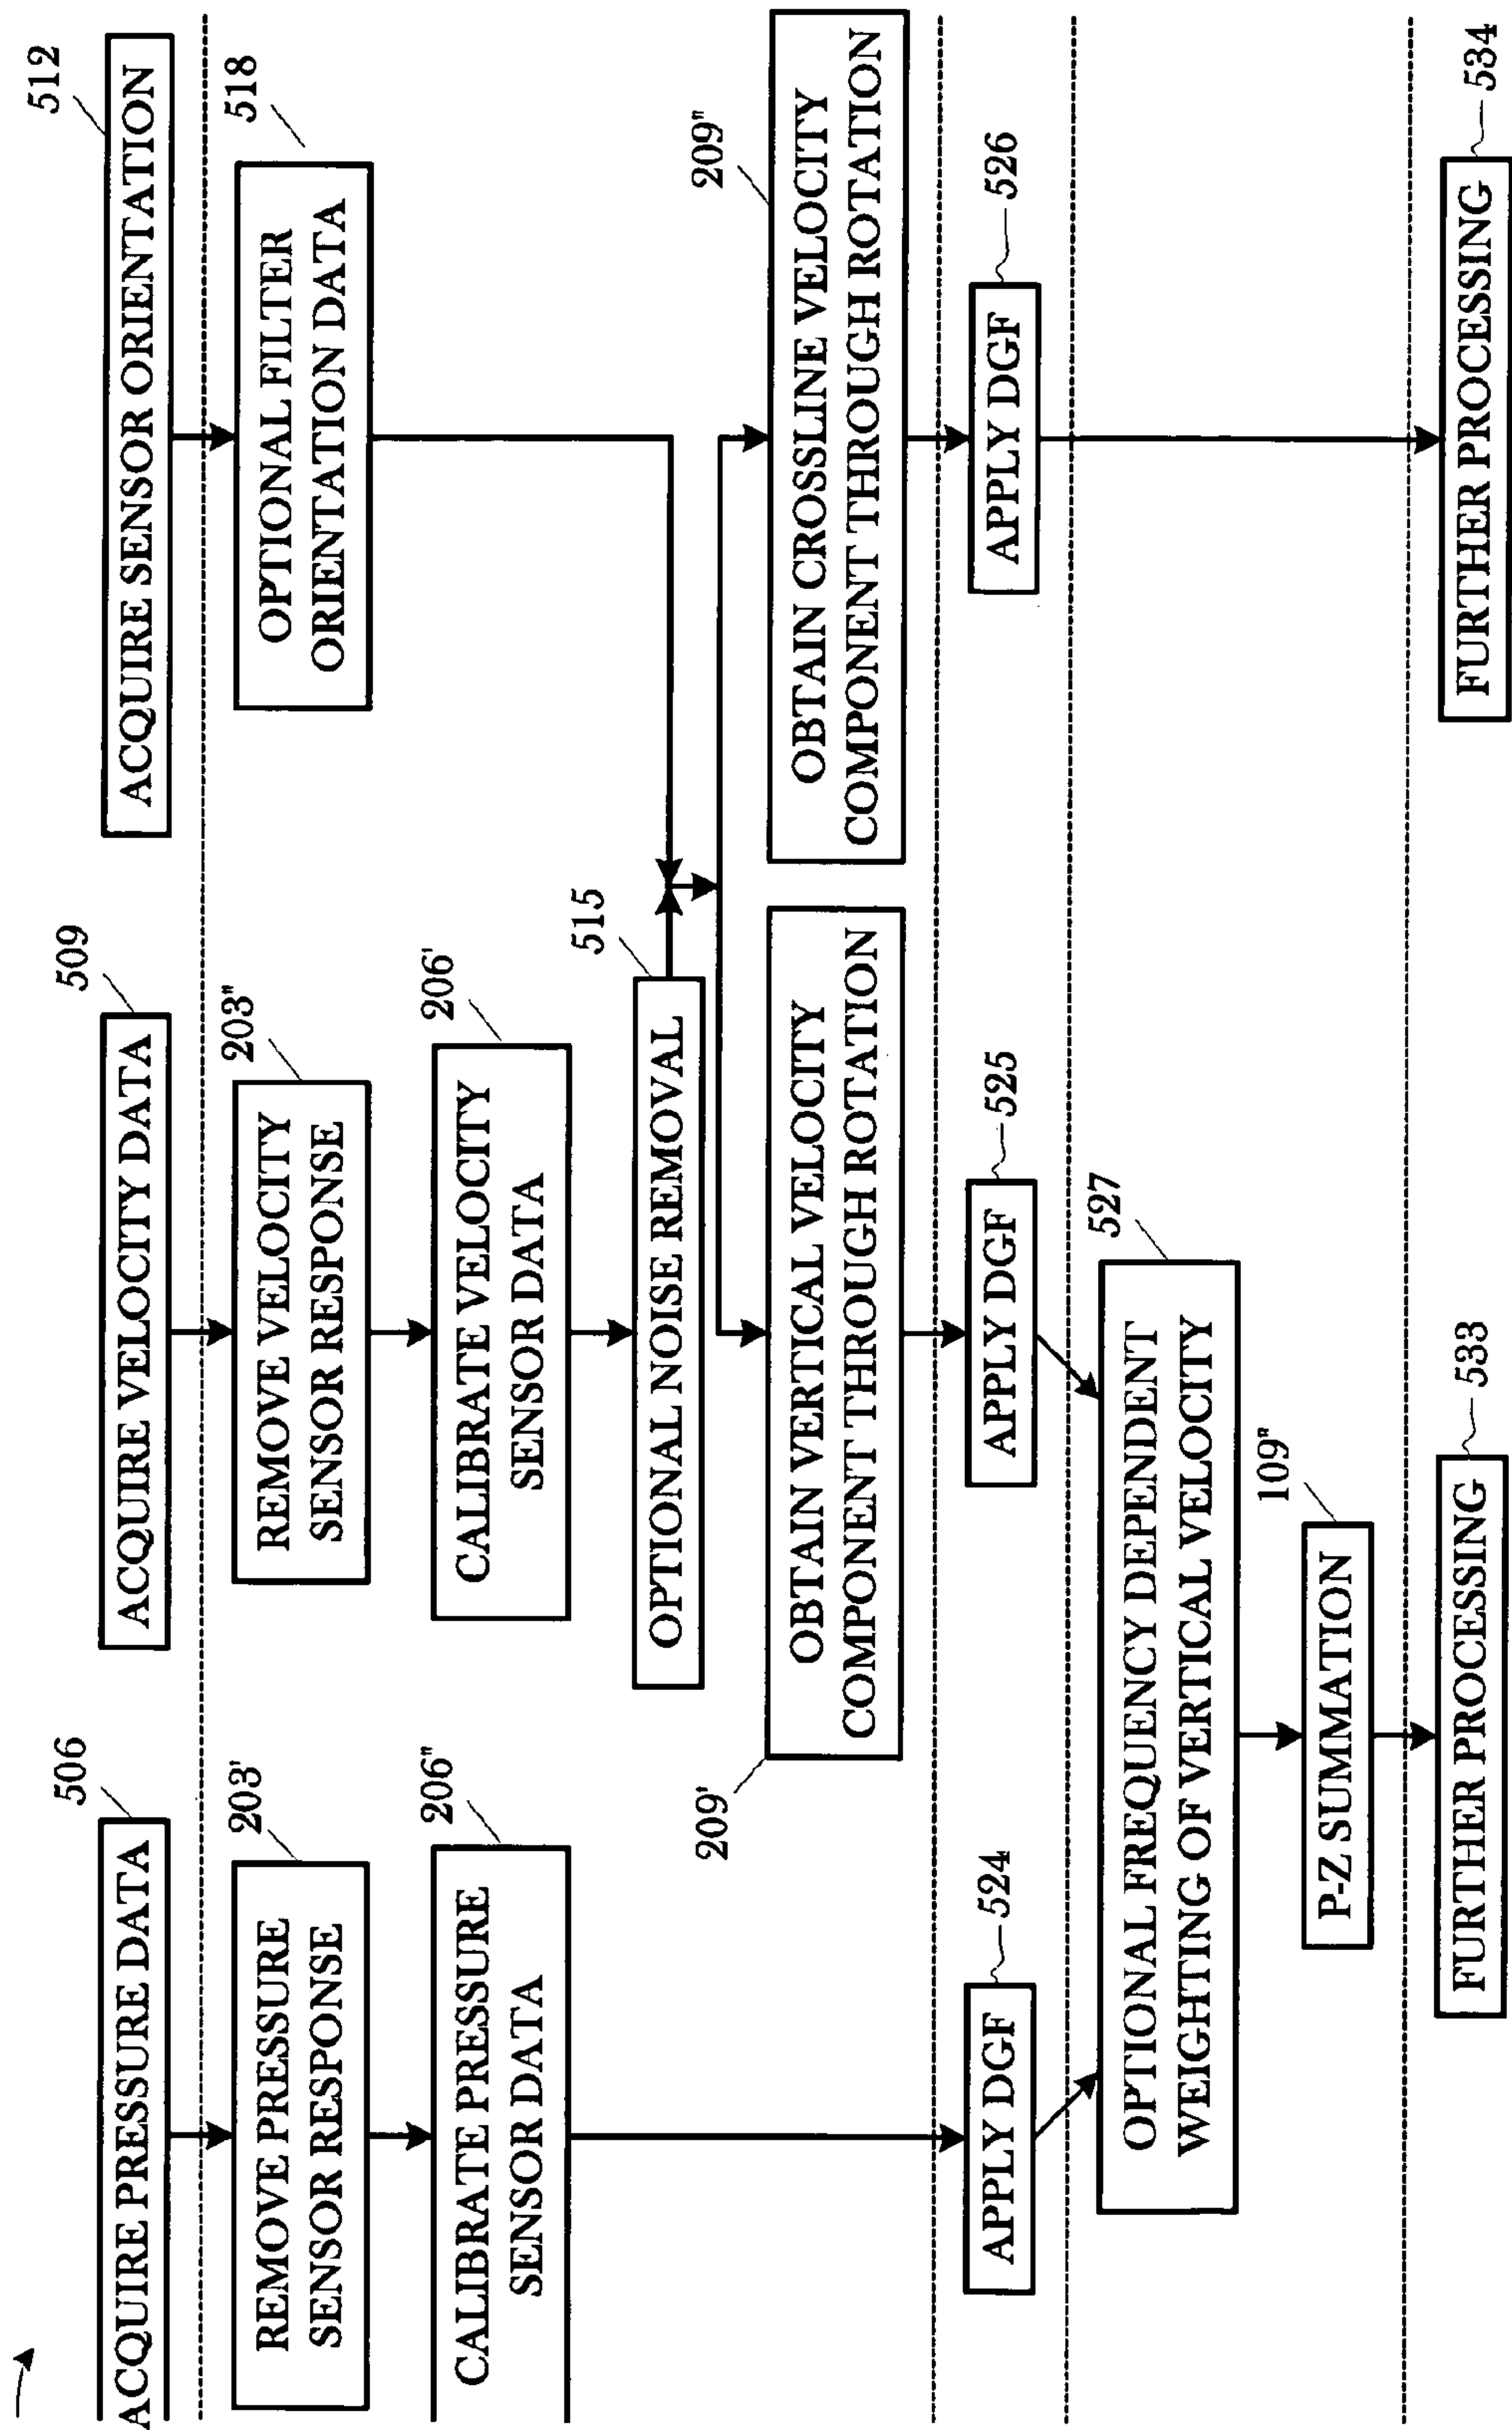 506
ACQUIRE PRESSURE DATA
509
ACQUIRE VELOCITY DATA
512
ACQUIRE SENSOR ORIENTATION
203'
REMOVE PRESSURE
SENSOR RESPONSE
203"
REMOVE VELOCITY
SENSOR RESPONSE
518
OPTIONAL FILTER
ORIENTATION DATA
206"
CALIBRATE PRESSURE
SENSOR DATA
206'
CALIBRATE VELOCITY
SENSOR DATA
515
OPTIONAL NOISE REMOVAL
209'
OBTAIN VERTICAL VELOCITY
COMPONENT THROUGH ROTATION
209"
OBTAIN CROSSLINE VELOCITY
COMPONENT THROUGH ROTATION
APPLY DGF
524
APPLY DGF
525
APPLY DGF
526
527
OPTIONAL FREQUENCY DEPENDENT
WEIGHTING OF VERTICAL VELOCITY
109"
P-Z SUMMATION
FURTHER PROCESSING
533
FURTHER PROCESSING
534